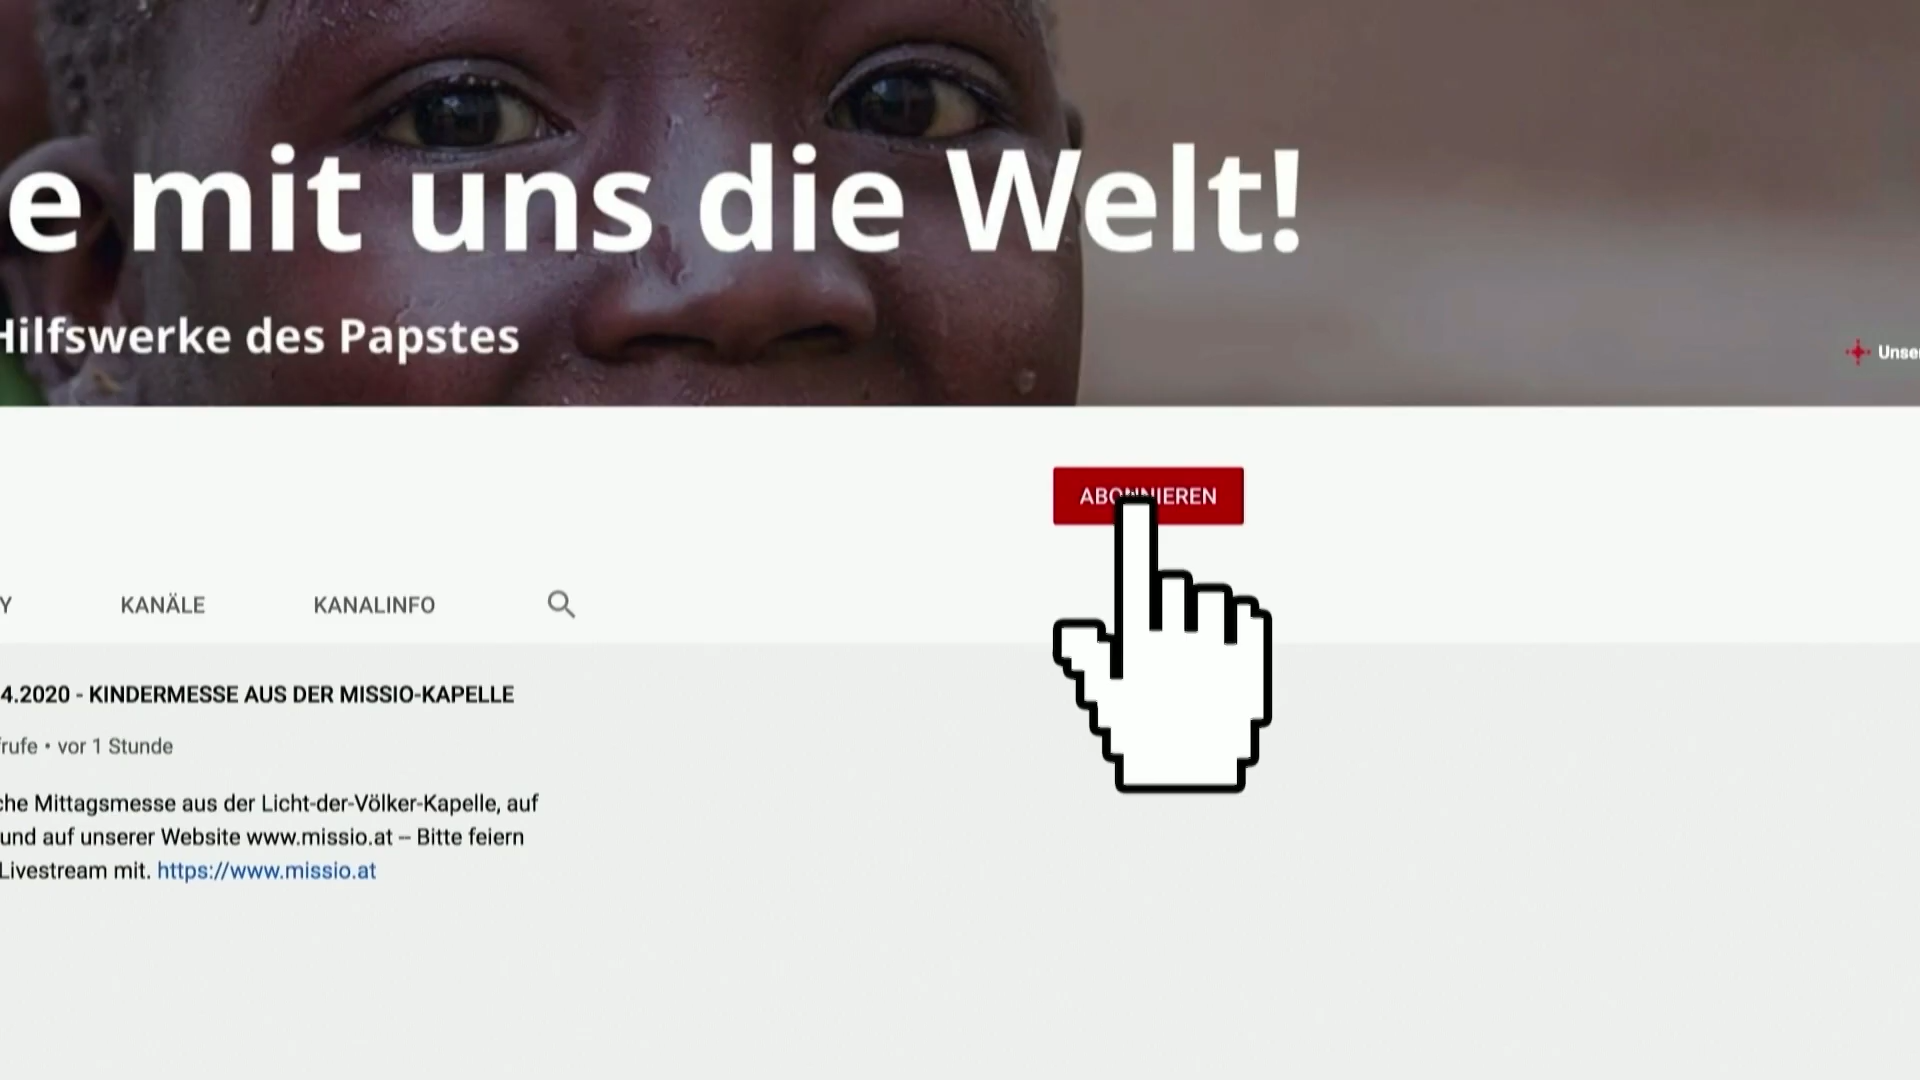 e mit uns die Welt!
Hilfswerke des Papstes
Unser
ABONNIEREN
Y KANÄLE KANALINFO
4.2020 - KINDERMESSE AUS DER MISSIO-KAPELLE
rufe • vor 1 Stunde
che Mittagsmesse aus der Licht-der-Völker-Kapelle, auf
und auf unserer Website www.missio.at – Bitte feiern
Livestream mit. https://www.missio.at